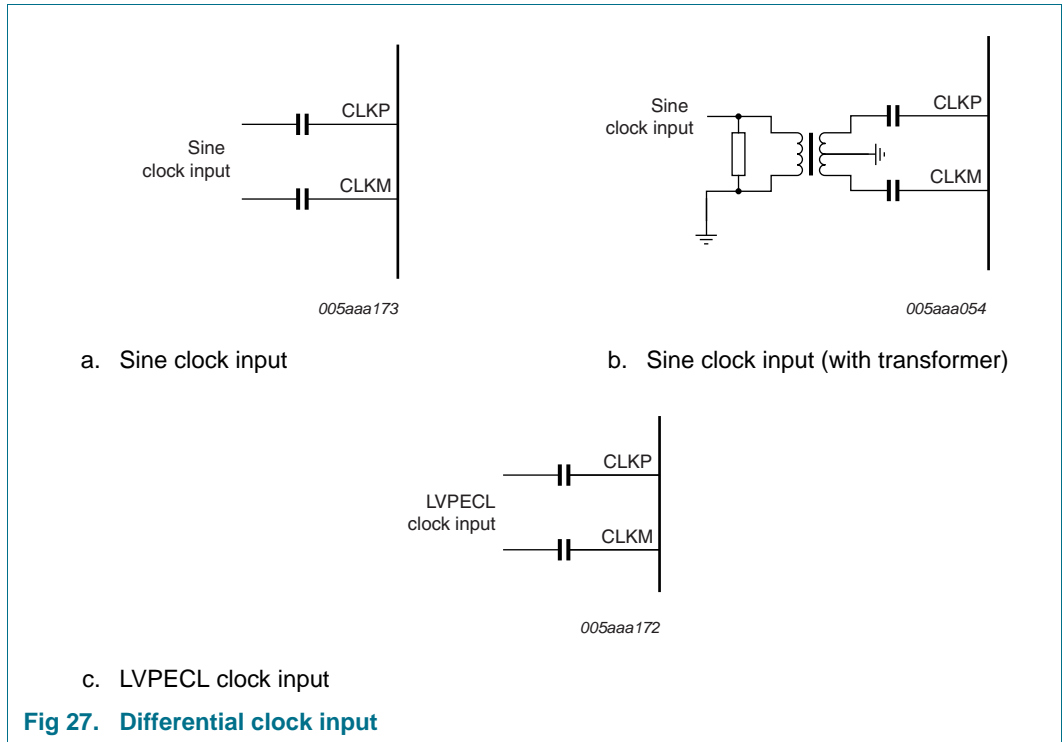 CLKP
Sine
clock input
CLKM
005aaa173
a. Sine clock input
Sine
clock input
CLKP
CLKM
005aaa054
b. Sine clock input (with transformer)
CLKP
LVPECL
clock input
CLKM
005aaa172
c. LVPECL clock input
Fig 27. Differential clock input